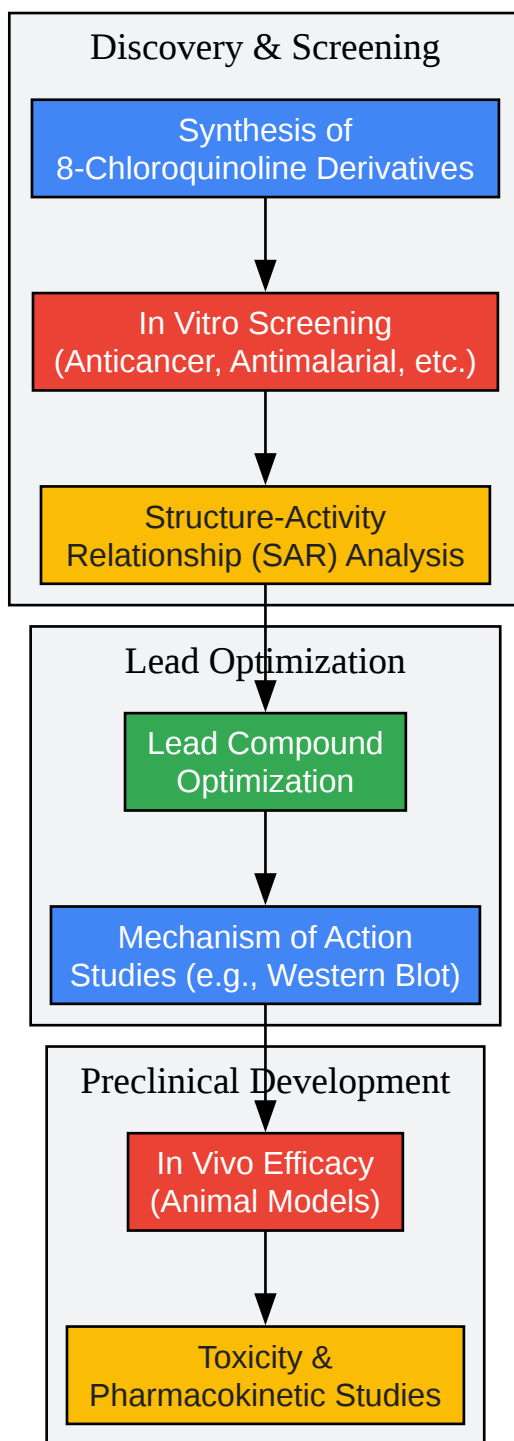 Discovery & Screening
Synthesis of
8-Chloroquinoline Derivatives
In Vitro Screening
(Anticancer, Antimalarial, etc.)
Structure-Activity
Relationship (SAR) Analysis
Lead Optimization
Lead Compound
Optimization
Mechanism of Action
Studies (e.g., Western Blot)
Preclinical Development
In Vivo Efficacy
(Animal Models)
Toxicity &
Pharmacokinetic Studies